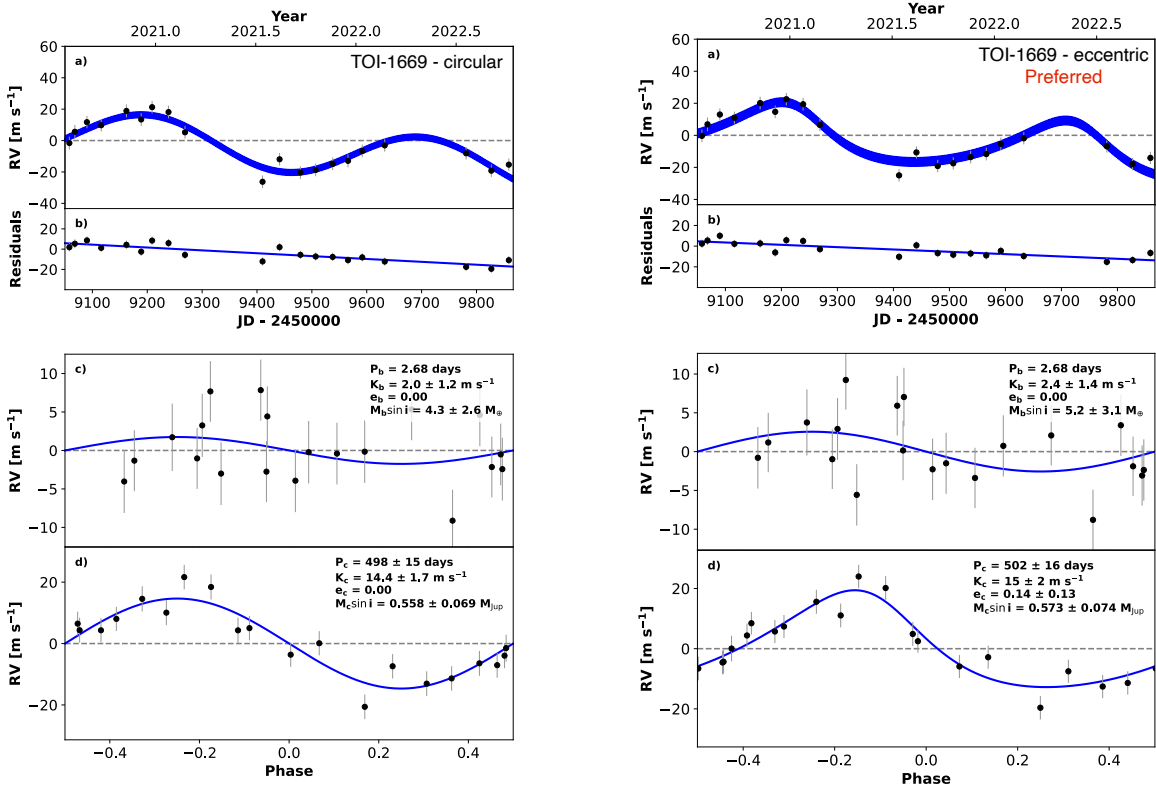 Year
2021.0 2021.5 2022.0 2022.5
a)
TOI-1669 - circular
RV [m s⁻¹]
60
40
20
0
−20
−40
b)
Residuals
20
0
−20
9100 9200 9300 9400 9500 9600 9700 9800
JD - 2450000
c)
P_b = 2.68 days
K_b = 2.0 ± 1.2 m s⁻¹
e_b = 0.00
M_b sin i = 4.3 ± 2.6 M⊕
RV [m s⁻¹]
10
5
0
−5
−10
d)
P_c = 498 ± 15 days
K_c = 14.4 ± 1.7 m s⁻¹
e_c = 0.00
M_c sin i = 0.558 ± 0.069 M_Jup
RV [m s⁻¹]
20
0
−20
−0.4 −0.2 0.0 0.2 0.4
Phase
Year
2021.0 2021.5 2022.0 2022.5
a)
TOI-1669 - eccentric
Preferred
RV [m s⁻¹]
60
40
20
0
−20
−40
b)
Residuals
20
0
−20
9100 9200 9300 9400 9500 9600 9700 9800
JD - 2450000
c)
P_b = 2.68 days
K_b = 2.4 ± 1.4 m s⁻¹
e_b = 0.00
M_b sin i = 5.2 ± 3.1 M⊕
RV [m s⁻¹]
10
5
0
−5
−10
d)
P_c = 502 ± 16 days
K_c = 15 ± 2 m s⁻¹
e_c = 0.14 ± 0.13
M_c sin i = 0.573 ± 0.074 M_Jup
RV [m s⁻¹]
20
0
−20
−0.4 −0.2 0.0 0.2 0.4
Phase